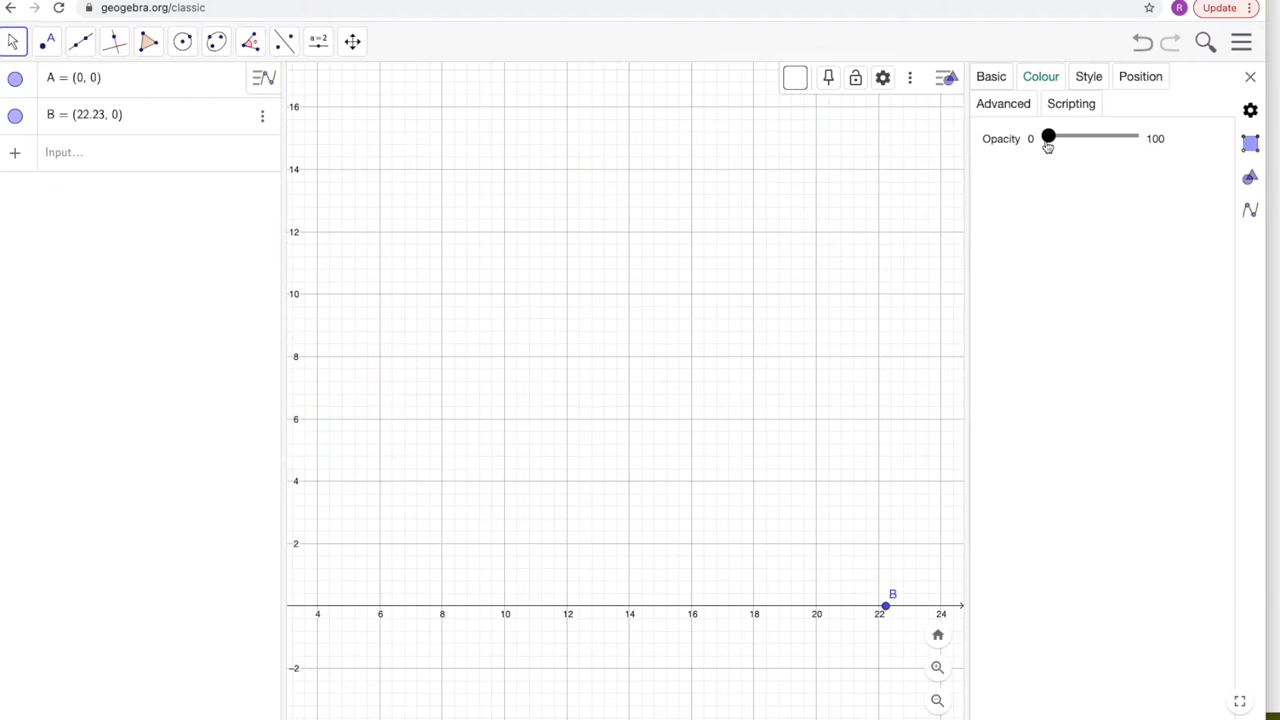 geogebra.org/classic
R
Update
A
a=2
A = (0, 0)
B = (22.23, 0)
+ Input…
Basic
Colour
Style
Position
Advanced
Scripting
Opacity 0 100
16
14
12
10
8
6
4
2
B
4 6 8 10 12 14 16 18 20 22 24
−2